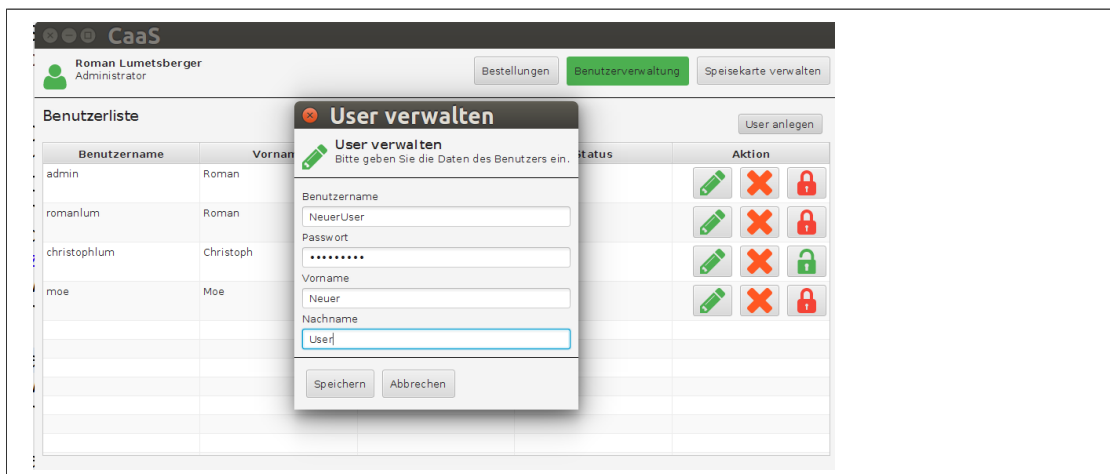 CaaS
Roman Lumetsberger
Administrator
Bestellungen
Benutzerverwaltung
Speisekarte verwalten
Benutzerliste
User anlegen
Benutzername
Status
Aktion
admin
Roman
romanlum
Roman
christophlum
Christoph
moe
Moe
User verwalten
User verwalten
Bitte geben Sie die Daten des Benutzers ein.
Benutzername
NeuerUser
Passwort
•••••••••
Vorname
Neuer
Nachname
User
Speichern
Abbrechen